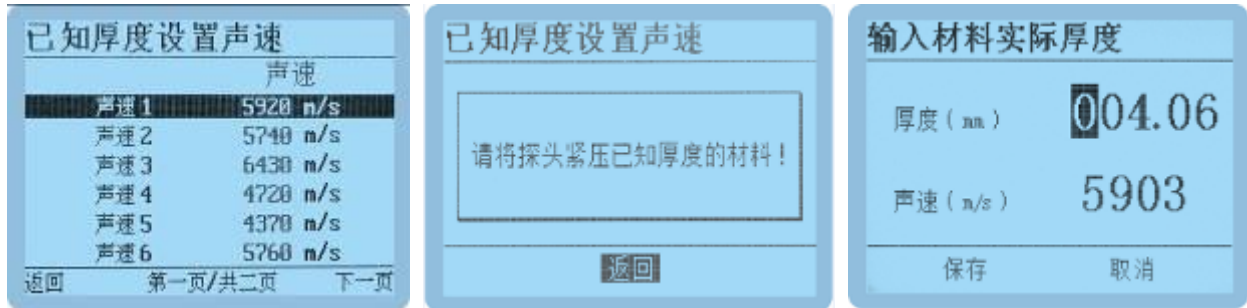 已知厚度设置声速
声速
声速1 5920 m/s
声速2 5740 m/s
声速3 6430 m/s
声速4 4720 m/s
声速5 4370 m/s
声速6 5760 m/s
返回 第一页/共二页 下一页
已知厚度设置声速
请将探头紧压已知厚度的材料！
返回
输入材料实际厚度
厚度（mm） 004.06
声速（m/s） 5903
保存 取消